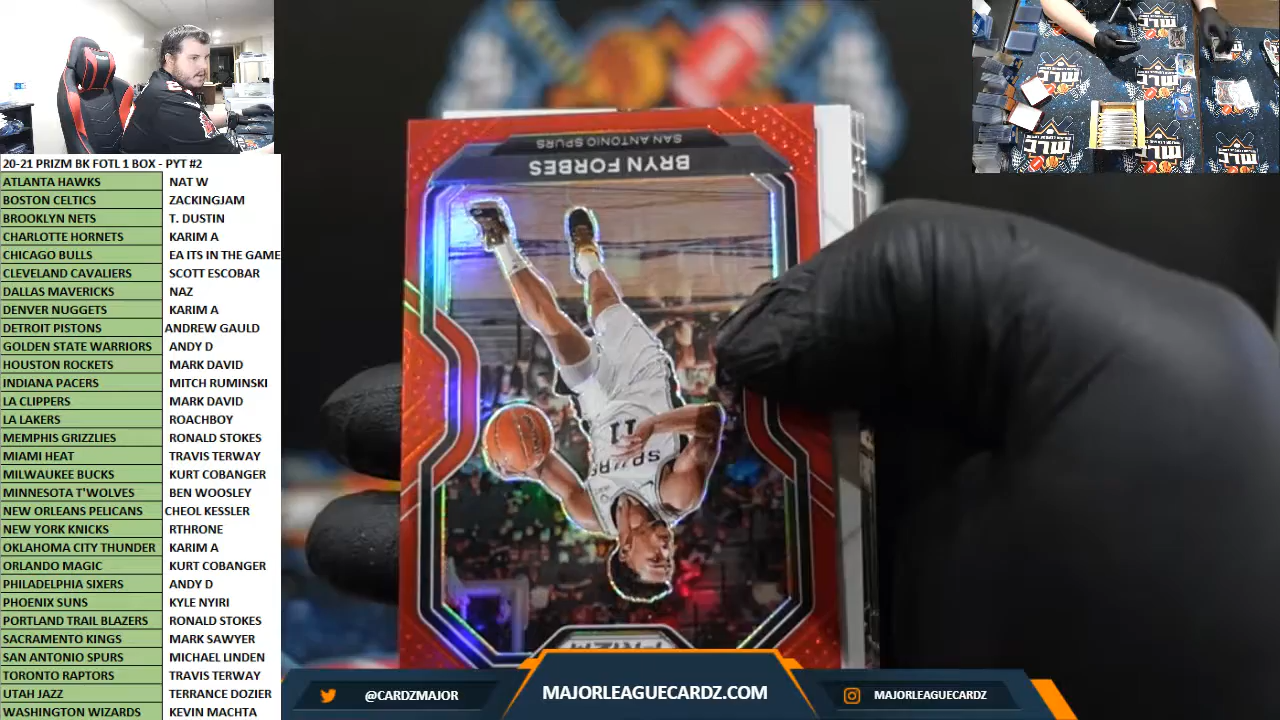 20-21 PRIZM BK FOTL 1 BOX - PYT #2
ATLANTA HAWKS NAT W
BOSTON CELTICS ZACKINGJAM
BROOKLYN NETS T. DUSTIN
CHARLOTTE HORNETS KARIM A
CHICAGO BULLS EA ITS IN THE GAME
CLEVELAND CAVALIERS SCOTT ESCOBAR
DALLAS MAVERICKS NAZ
DENVER NUGGETS KARIM A
DETROIT PISTONS ANDREW GAULD
GOLDEN STATE WARRIORS ANDY D
HOUSTON ROCKETS MARK DAVID
INDIANA PACERS MITCH RUMINSKI
LA CLIPPERS MARK DAVID
LA LAKERS ROACHBOY
MEMPHIS GRIZZLIES RONALD STOKES
MIAMI HEAT TRAVIS TERWAY
MILWAUKEE BUCKS KURT COBANGER
MINNESOTA T'WOLVES BEN WOOSLEY
NEW ORLEANS PELICANS CHEOL KESSLER
NEW YORK KNICKS RTHRONE
OKLAHOMA CITY THUNDER KARIM A
ORLANDO MAGIC KURT COBANGER
PHILADELPHIA SIXERS ANDY D
PHOENIX SUNS KYLE NYIRI
PORTLAND TRAIL BLAZERS RONALD STOKES
SACRAMENTO KINGS MARK SAWYER
SAN ANTONIO SPURS MICHAEL LINDEN
TORONTO RAPTORS TRAVIS TERWAY
UTAH JAZZ TERRANCE DOZIER
WASHINGTON WIZARDS KEVIN MACHTA
SAN ANTONIO SPURS
BRYN FORBES
11
SPURS
PRIZM
MLC
MLC
MLC
MLC
MLC
MLC
@CARDZMAJOR
MAJORLEAGUECARDZ.COM
MAJORLEAGUECARDZ